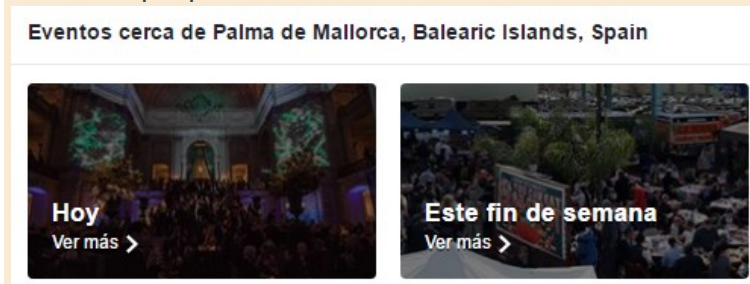 Eventos cerca de Palma de Mallorca, Balearic Islands, Spain
Hoy
Ver más
Este fin de semana
Ver más